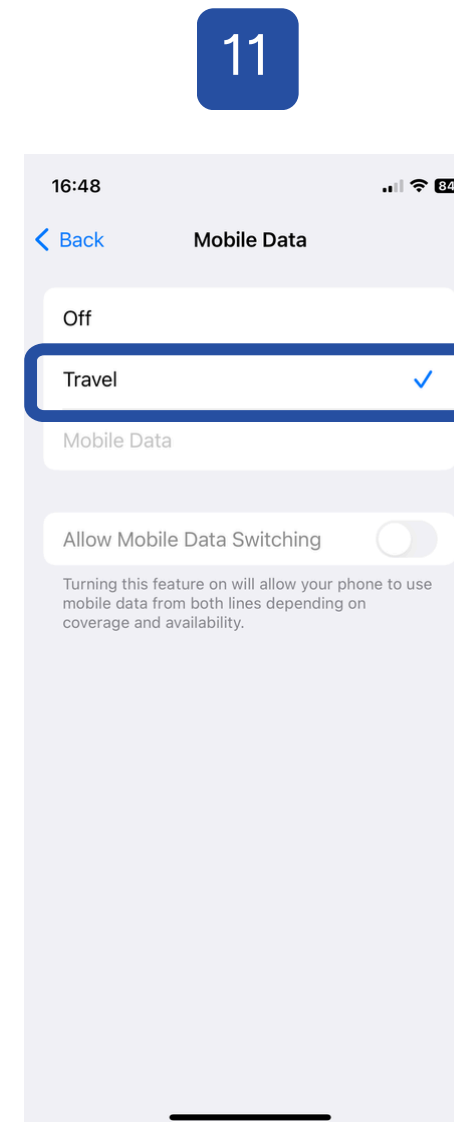 11
16:48
84
Back
Mobile Data
Off
Travel
Mobile Data
Allow Mobile Data Switching
Turning this feature on will allow your phone to use
mobile data from both lines depending on
coverage and availability.